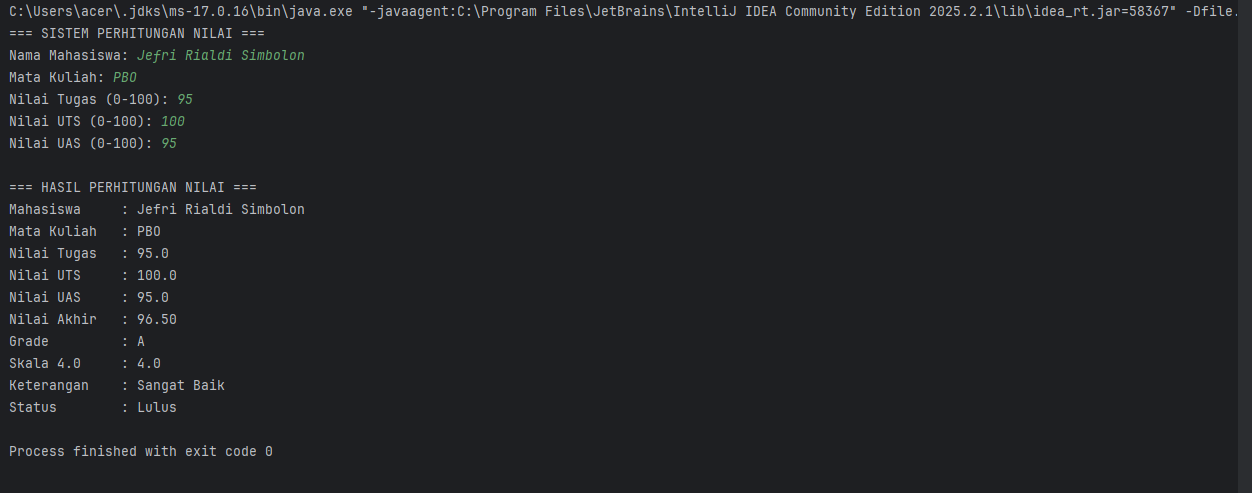 C:\Users\acer\.jdks\ms-17.0.16\bin\java.exe "-javaagent:C:\Program Files\JetBrains\IntelliJ IDEA Community Edition 2025.2.1\lib\idea_rt.jar=58367" -Dfile.
=== SISTEM PERHITUNGAN NILAI ===
Nama Mahasiswa: Jefri Rialdi Simbolon
Mata Kuliah: PBO
Nilai Tugas (0-100): 95
Nilai UTS (0-100): 100
Nilai UAS (0-100): 95

=== HASIL PERHITUNGAN NILAI ===
Mahasiswa     : Jefri Rialdi Simbolon
Mata Kuliah   : PBO
Nilai Tugas   : 95.0
Nilai UTS     : 100.0
Nilai UAS     : 95.0
Nilai Akhir   : 96.50
Grade         : A
Skala 4.0     : 4.0
Keterangan    : Sangat Baik
Status        : Lulus

Process finished with exit code 0